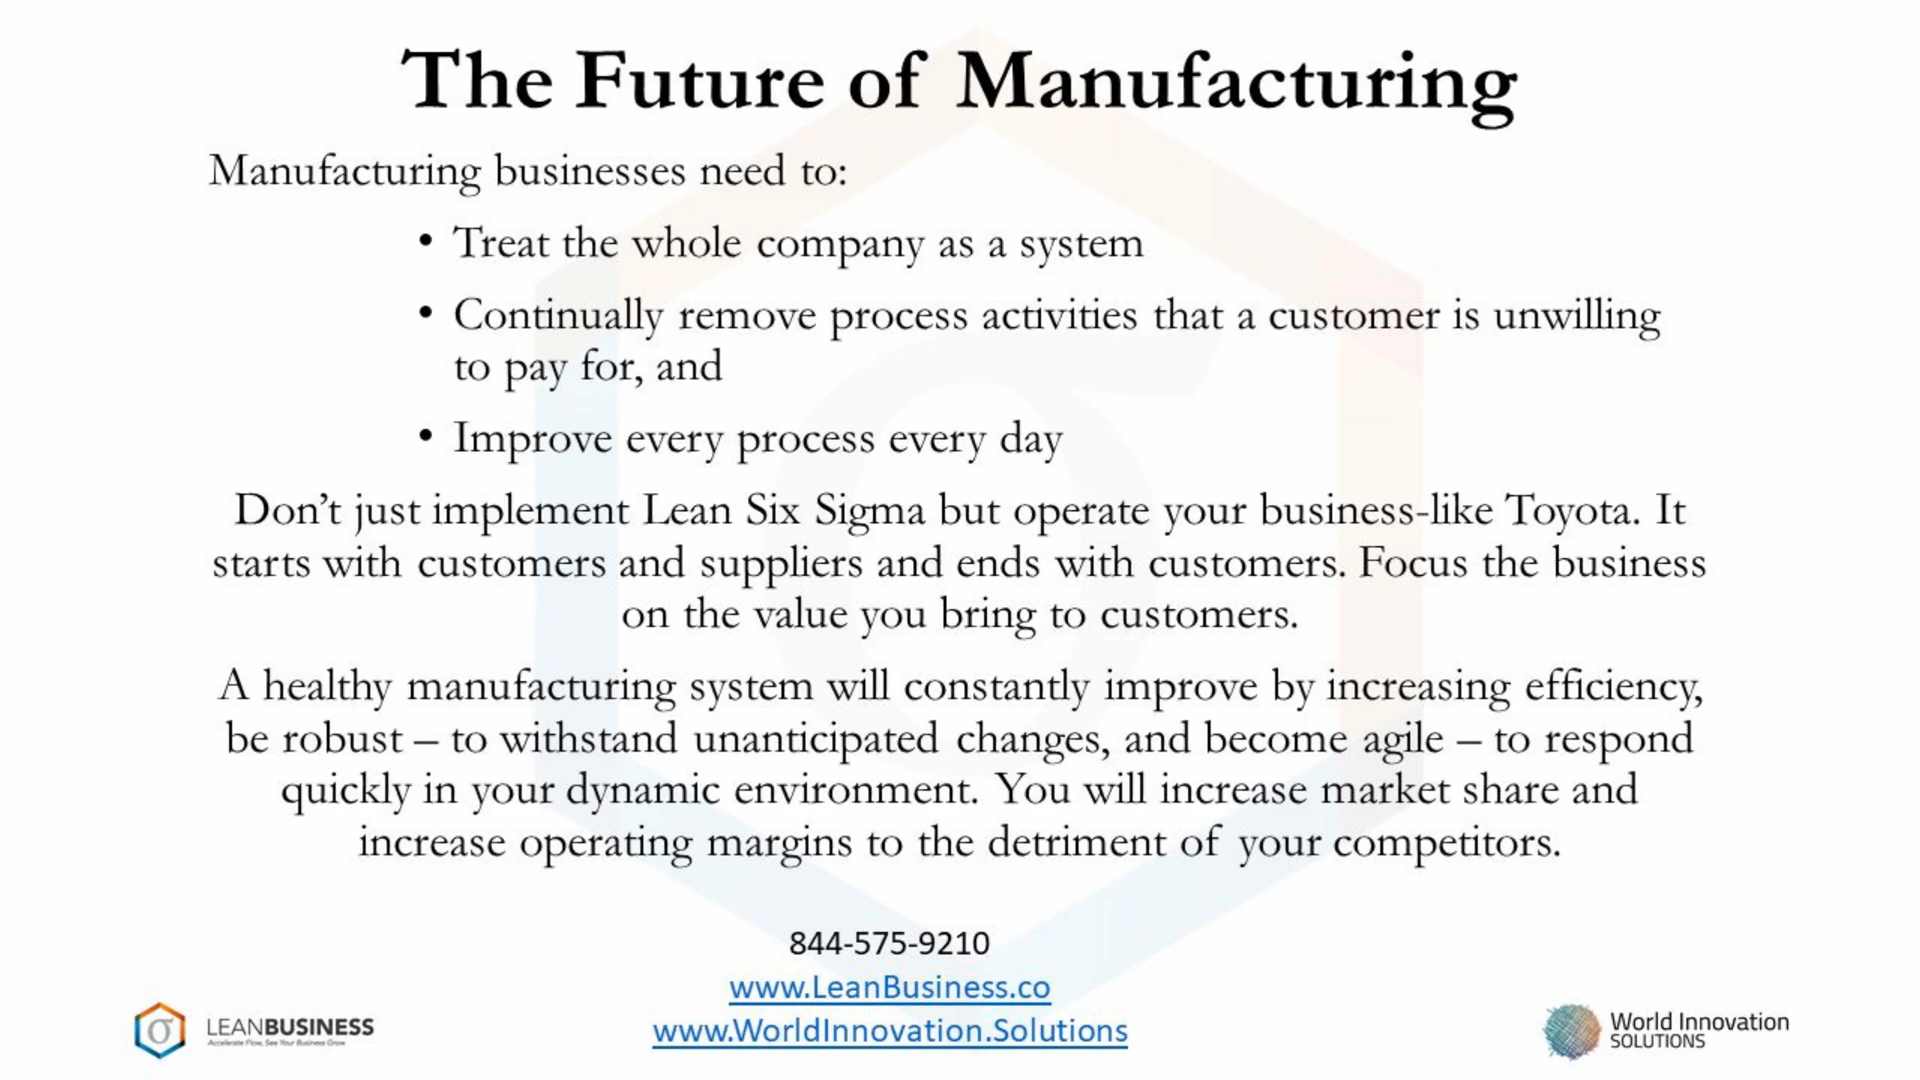 The Future of Manufacturing
Manufacturing businesses need to:
• Treat the whole company as a system
• Continually remove process activities that a customer is unwilling
to pay for, and
• Improve every process every day
Don’t just implement Lean Six Sigma but operate your business-like Toyota. It
starts with customers and suppliers and ends with customers. Focus the business
on the value you bring to customers.
A healthy manufacturing system will constantly improve by increasing efficiency,
be robust – to withstand unanticipated changes, and become agile – to respond
quickly in your dynamic environment. You will increase market share and
increase operating margins to the detriment of your competitors.
844-575-9210
www.LeanBusiness.co
www.WorldInnovation.Solutions
σ
LEANBUSINESS
Accelerate Flow, See Your Business Grow
World Innovation
SOLUTIONS